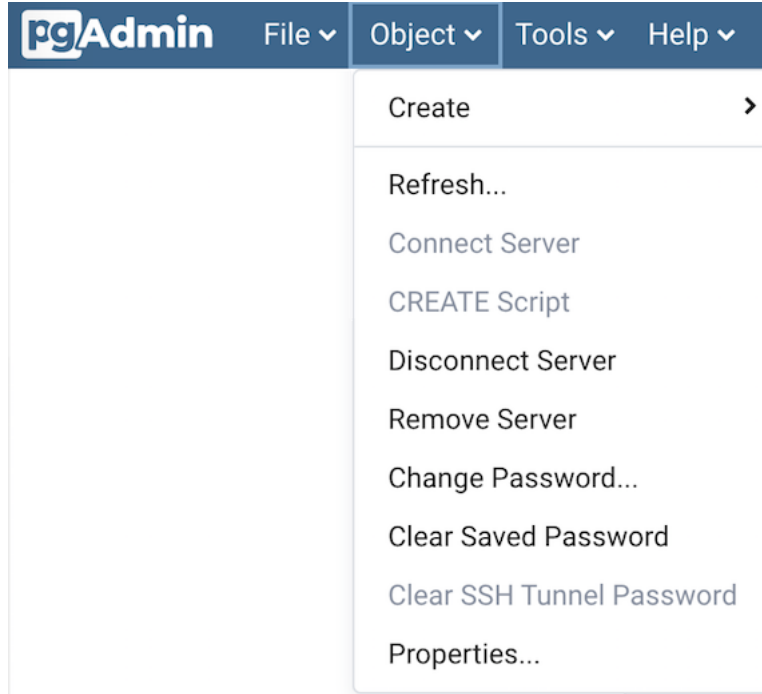 pgAdmin File Object Tools Help
Create
Refresh...
Connect Server
CREATE Script
Disconnect Server
Remove Server
Change Password...
Clear Saved Password
Clear SSH Tunnel Password
Properties...